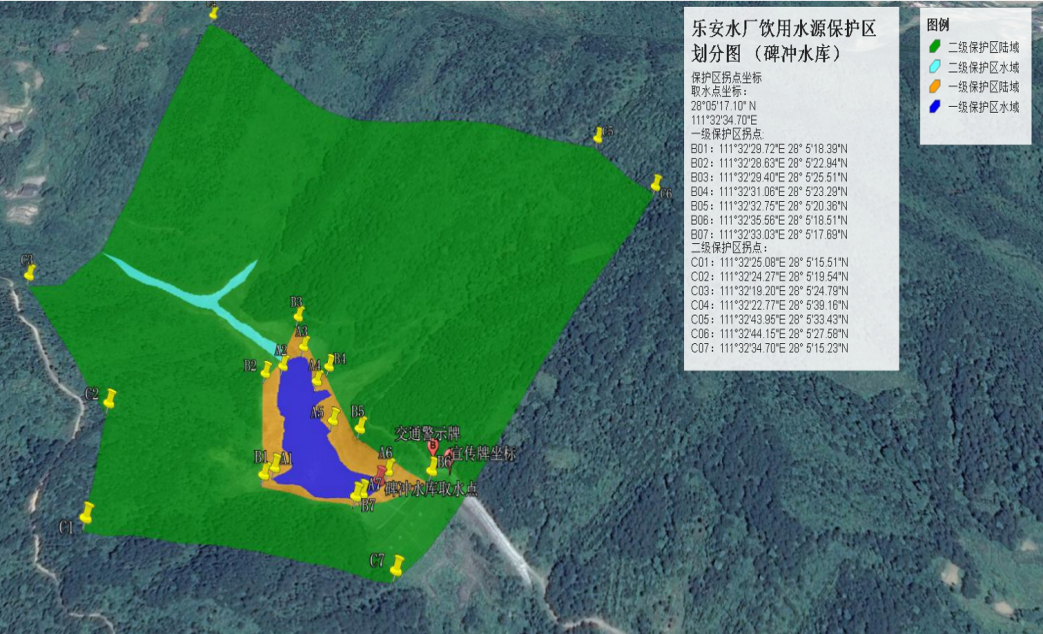 乐安水厂饮用水源保护区
划分图 （碑冲水库）
保护区拐点坐标
取水点坐标：
28°05'17.10" N
111°32'34.70"E
一级保护区拐点:
B01：111°32'29.72"E 28° 5'18.39"N
B02：111°32'28.63"E 28° 5'22.94"N
B03：111°32'29.40"E 28° 5'25.51"N
B04：111°32'31.06"E 28° 5'23.29"N
B05：111°32'32.75"E 28° 5'20.36"N
B06：111°32'35.56"E 28° 5'18.51"N
B07：111°32'33.03"E 28° 5'17.69"N
二级保护区拐点：
C01：111°32'25.08"E 28° 5'15.51"N
C02：111°32'24.27"E 28° 5'19.54"N
C03：111°32'19.20"E 28° 5'24.79"N
C04：111°32'22.77"E 28° 5'39.16"N
C05：111°32'43.95"E 28° 5'33.43"N
C06：111°32'44.15"E 28° 5'27.58"N
C07：111°32'34.70"E 28° 5'15.23"N
图例
二级保护区陆域
二级保护区水域
一级保护区陆域
一级保护区水域
C5
C6
C3
B3
A3
A2
B2
A4
B4
C2
A5
B5
交通警示牌
B
宣传牌坐标
B1
A1
A6
B6
A7
碑冲水库取水点
B7
C1
C7